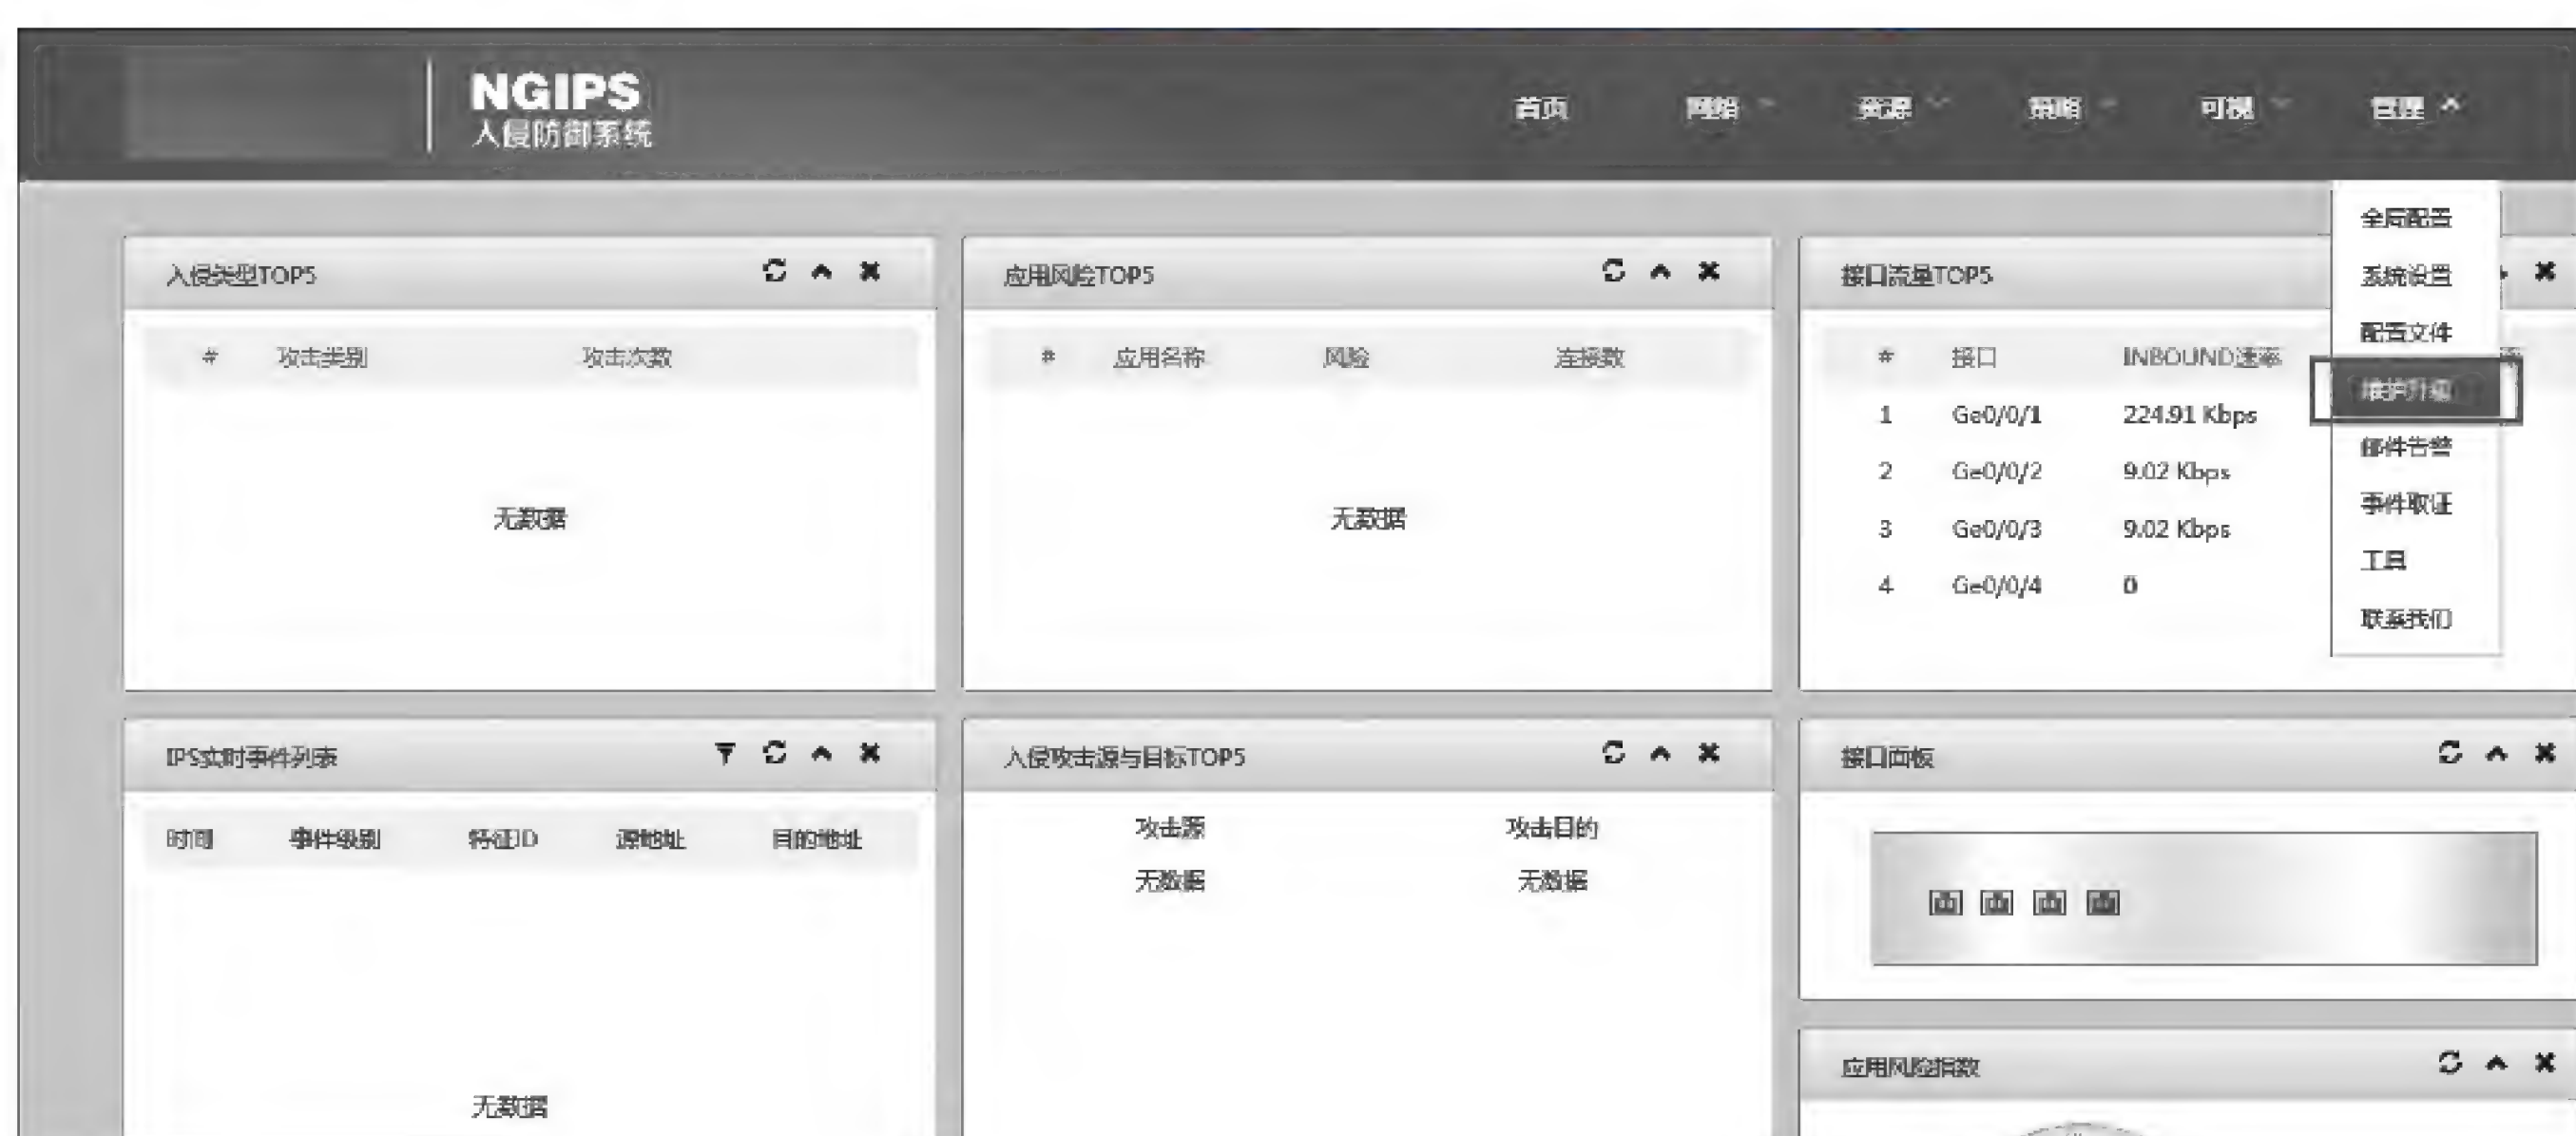 NGIPS
入侵防御系统
首页 网络 资源 策略 可视 管理
全局配置
系统设置
配置文件
维护升级
邮件告警
事件取证
工具
联系我们
入侵类型TOP5
# 攻击类别 攻击次数
无数据
应用风险TOP5
# 应用名称 风险 连接数
无数据
接口流量TOP5
# 接口 INBOUND速率
1 Ge0/0/1 224.91 Kbps
2 Ge0/0/2 9.02 Kbps
3 Ge0/0/3 9.02 Kbps
4 Ge0/0/4 0
IPS实时事件列表
时间 事件级别 特征ID 源地址 目的地址
无数据
入侵攻击源与目标TOP5
攻击源 攻击目的
无数据 无数据
接口面板
应用风险指数